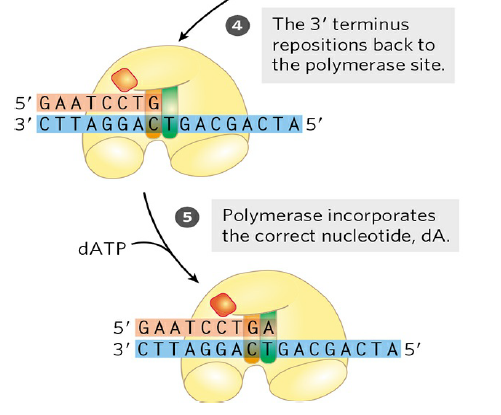 4
The 3′ terminus
repositions back to
the polymerase site.
5′ GAATCCTG
3′ CTTAGGACTGACGACTA 5′
5
Polymerase incorporates
the correct nucleotide, dA.
dATP
5′ GAATCCTGA
3′ CTTAGGACTGACGACTA 5′